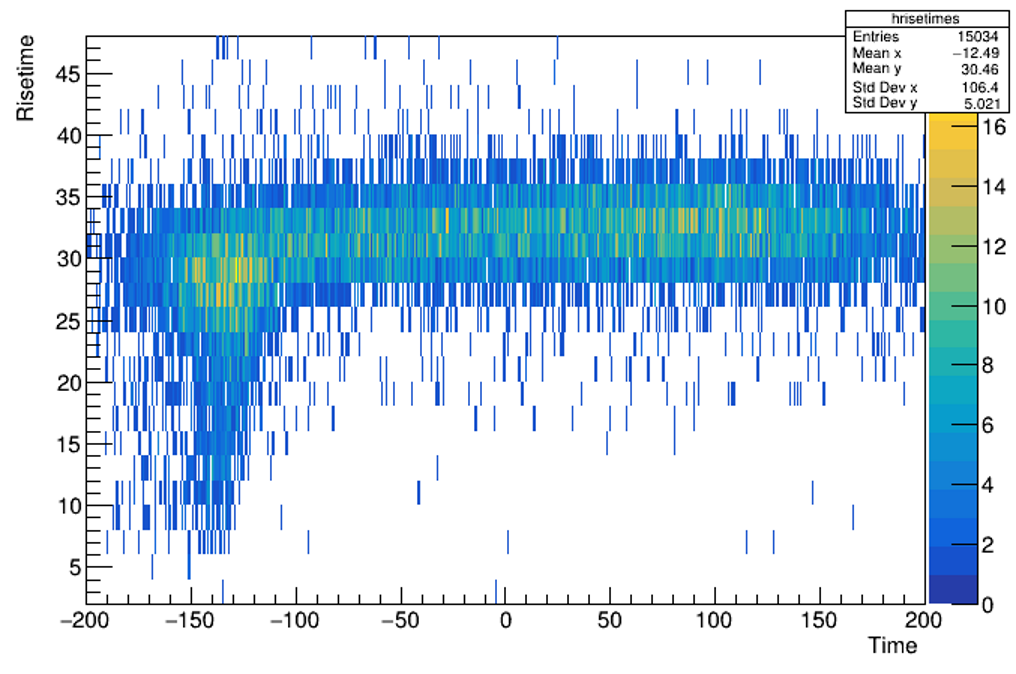 hrisetimes
Entries 15034
Mean x −12.49
Mean y 30.46
Std Dev x 106.4
Std Dev y 5.021
Risetime
45
40
35
30
25
20
15
10
5
16
14
12
10
8
6
4
2
0
−200 −150 −100 −50 0 50 100 150 200
Time